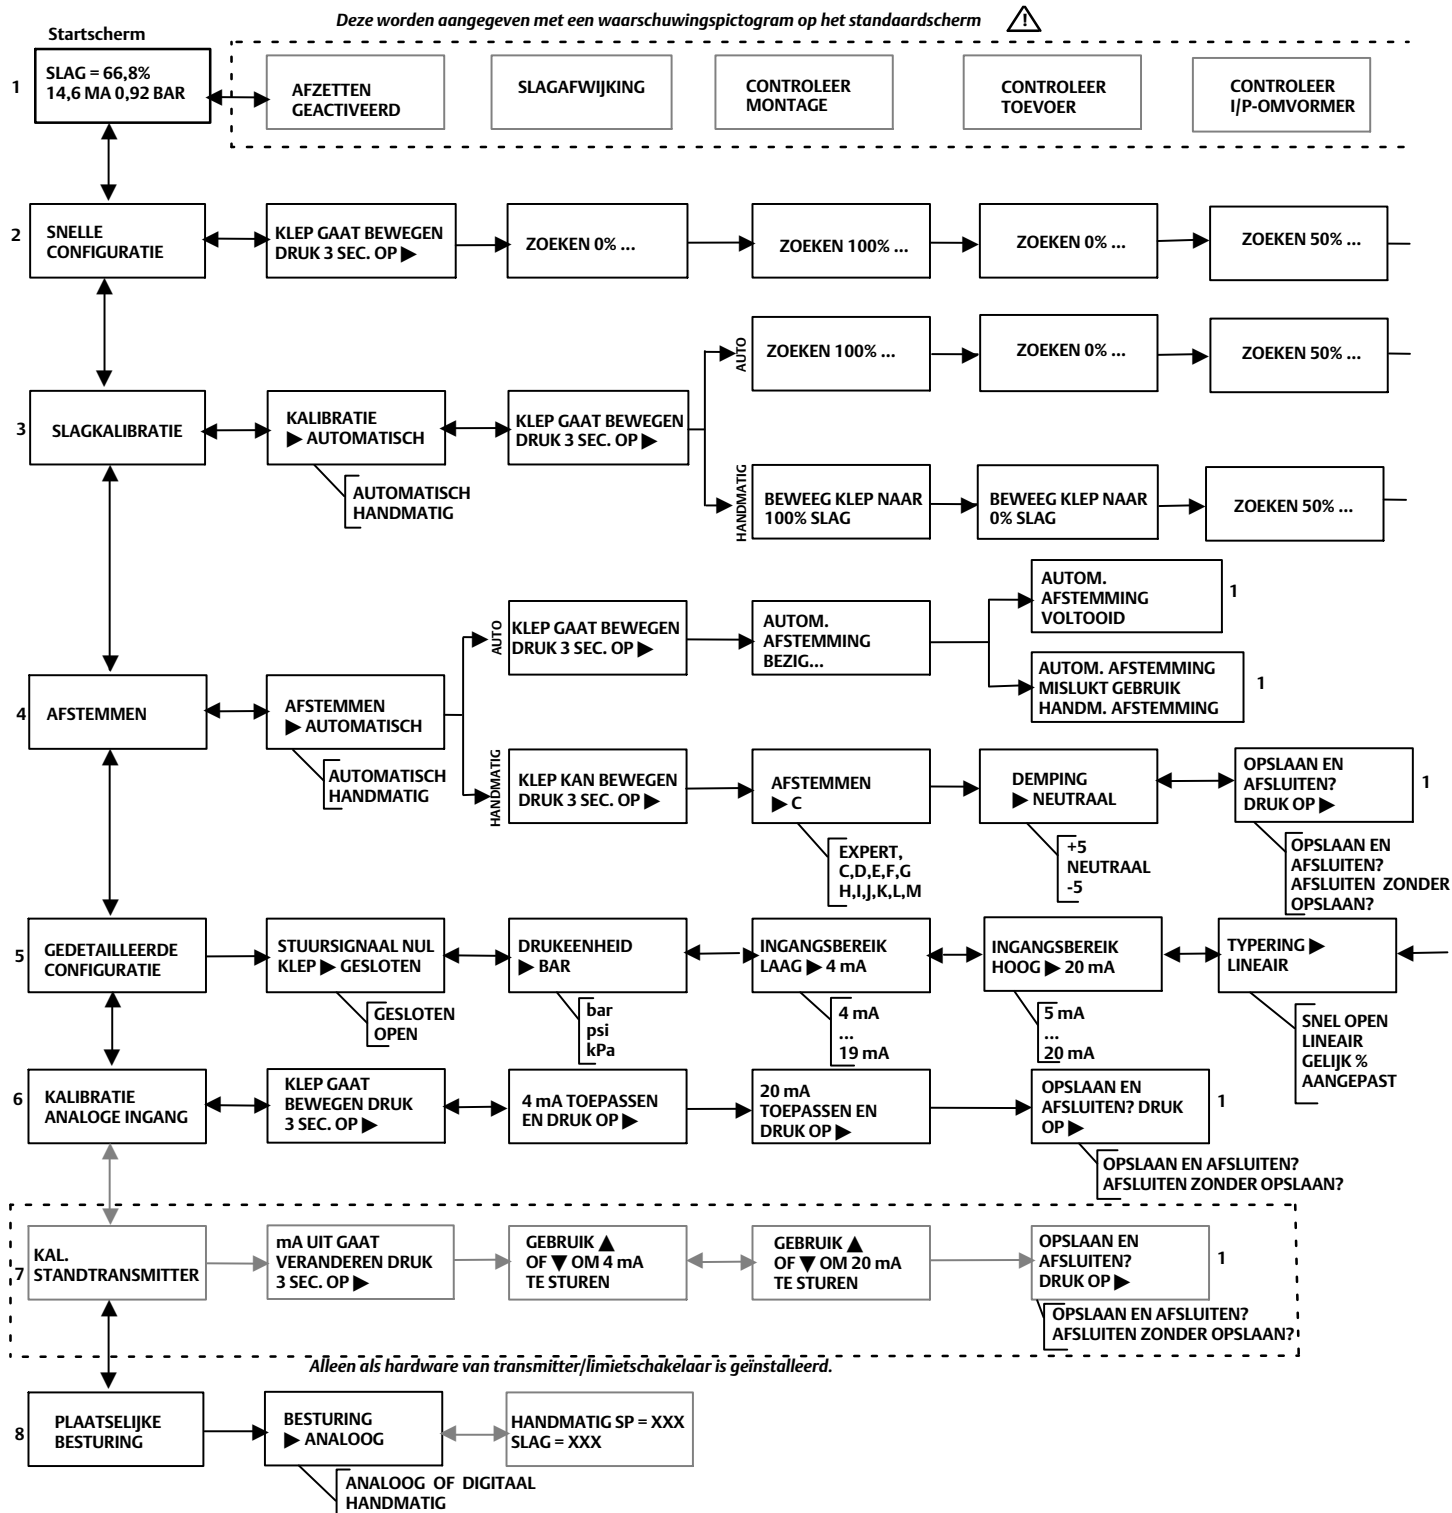 Deze worden aangegeven met een waarschuwingspictogram op het standaardscherm
Startscherm
1
SLAG = 66,8%
14,6 MA 0,92 BAR
AFZETTEN
GEACTIVEERD
SLAGAFWIJKING
CONTROLEER
MONTAGE
CONTROLEER
TOEVOER
CONTROLEER
I/P-OMVORMER
2
SNELLE
CONFIGURATIE
KLEP GAAT BEWEGEN
DRUK 3 SEC. OP ▶
ZOEKEN 0% ...
ZOEKEN 100% ...
ZOEKEN 0% ...
ZOEKEN 50% ...
3
SLAGKALIBRATIE
KALIBRATIE
▶ AUTOMATISCH
AUTOMATISCH
HANDMATIG
KLEP GAAT BEWEGEN
DRUK 3 SEC. OP ▶
AUTO
ZOEKEN 100% ...
ZOEKEN 0% ...
ZOEKEN 50% ...
HANDMATIG
BEWEEG KLEP NAAR
100% SLAG
BEWEEG KLEP NAAR
0% SLAG
ZOEKEN 50% ...
4
AFSTEMMEN
AFSTEMMEN
▶ AUTOMATISCH
AUTOMATISCH
HANDMATIG
AUTO
KLEP GAAT BEWEGEN
DRUK 3 SEC. OP ▶
AUTOM.
AFSTEMMING
BEZIG...
AUTOM.
AFSTEMMING
VOLTOOID
1
AUTOM. AFSTEMMING
MISLUKT GEBRUIK
HANDM. AFSTEMMING
1
HANDMATIG
KLEP KAN BEWEGEN
DRUK 3 SEC. OP ▶
AFSTEMMEN
▶ C
EXPERT,
C,D,E,F,G
H,I,J,K,L,M
DEMPING
▶ NEUTRAAL
+5
NEUTRAAL
-5
OPSLAAN EN
AFSLUITEN?
DRUK OP ▶
1
OPSLAAN EN
AFSLUITEN?
AFSLUITEN ZONDER
OPSLAAN?
5
GEDETAILLEERDE
CONFIGURATIE
STUURSIGNAAL NUL
KLEP ▶ GESLOTEN
GESLOTEN
OPEN
DRUKEENHEID
▶ BAR
bar
psi
kPa
INGANGSBEREIK
LAAG ▶ 4 mA
4 mA
...
19 mA
INGANGSBEREIK
HOOG ▶ 20 mA
5 mA
...
20 mA
TYPERING ▶
LINEAIR
SNEL OPEN
LINEAIR
GELIJK %
AANGEPAST
6
KALIBRATIE
ANALOGE INGANG
KLEP GAAT
BEWEGEN DRUK
3 SEC. OP ▶
4 mA TOEPASSEN
EN DRUK OP ▶
20 mA
TOEPASSEN EN
DRUK OP ▶
OPSLAAN EN
AFSLUITEN? DRUK
OP ▶
1
OPSLAAN EN AFSLUITEN?
AFSLUITEN ZONDER OPSLAAN?
7
KAL.
STANDTRANSMITTER
mA UIT GAAT
VERANDEREN DRUK
3 SEC. OP ▶
GEBRUIK ▲
OF ▼ OM 4 mA
TE STUREN
GEBRUIK ▲
OF ▼ OM 20 mA
TE STUREN
OPSLAAN EN
AFSLUITEN?
DRUK OP ▶
1
OPSLAAN EN AFSLUITEN?
AFSLUITEN ZONDER OPSLAAN?
Alleen als hardware van transmitter/limietschakelaar is geïnstalleerd.
8
PLAATSELIJKE
BESTURING
BESTURING
▶ ANALOOG
ANALOOG OF DIGITAAL
HANDMATIG
HANDMATIG SP = XXX
SLAG = XXX